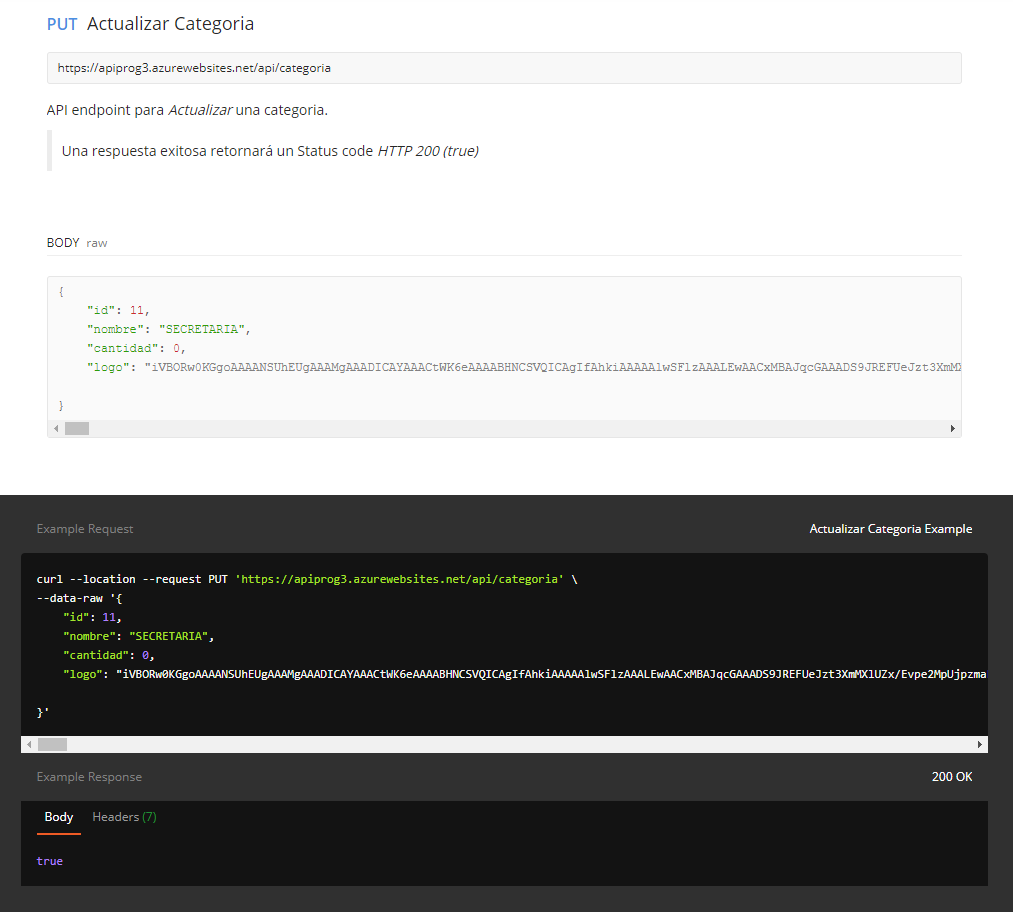 PUT Actualizar Categoria
https://apiprog3.azurewebsites.net/api/categoria
API endpoint para Actualizar una categoria.
Una respuesta exitosa retornará un Status code HTTP 200 (true)
BODY raw
{
"id": 11,
"nombre": "SECRETARIA",
"cantidad": 0,
"logo": "iVBORw0KGgoAAAANSUhEUgAAAMgAAADICAYAAACtWK6eAAAABHNCSVQICAgIfAhkiAAAAAlwSFlzAAALEwAACxMBAJqcGAAADS9JREFUeJzt3XmMX
}
Example Request Actualizar Categoria Example
curl --location --request PUT 'https://apiprog3.azurewebsites.net/api/categoria' \
--data-raw '{
"id": 11,
"nombre": "SECRETARIA",
"cantidad": 0,
"logo": "iVBORw0KGgoAAAANSUhEUgAAAMgAAADICAYAAACtWK6eAAAABHNCSVQICAgIfAhkiAAAAAlwSFlzAAALEwAACxMBAJqcGAAADS9JREFUeJzt3XmMXlUZx/Evpe2MpUjpzma
}'
Example Response 200 OK
Body Headers (7)
true